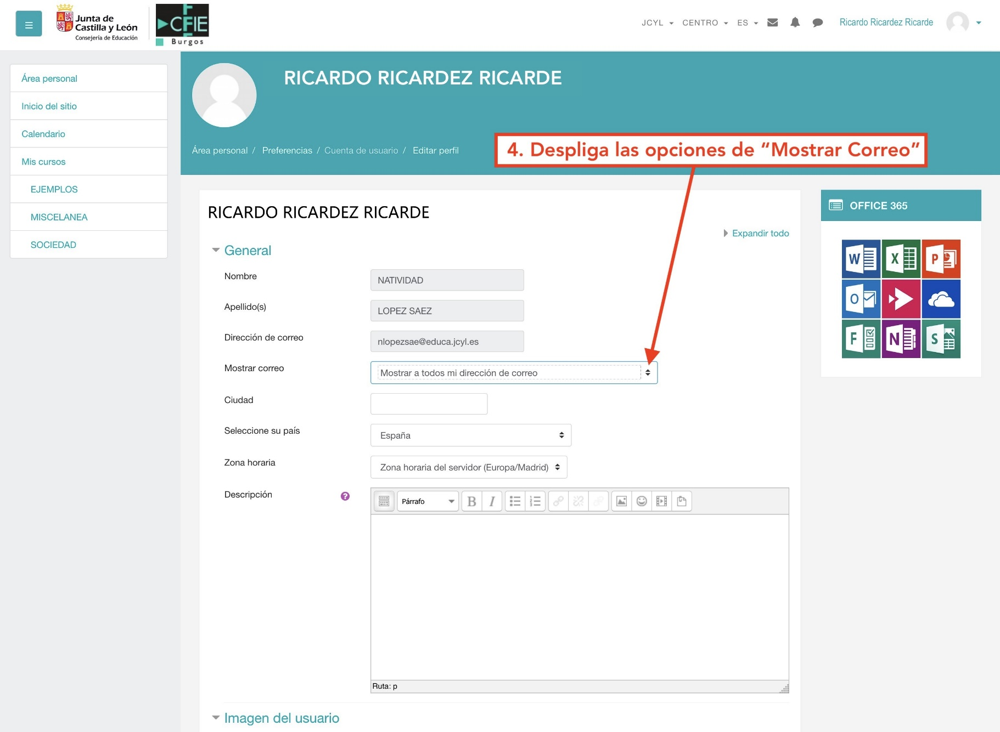 Junta de
Castilla y León
Consejería de Educación
CFIE
Burgos
JCYL
CENTRO
ES
Ricardo Ricardez Ricarde
Área personal
Inicio del sitio
Calendario
Mis cursos
EJEMPLOS
MISCELANEA
SOCIEDAD
RICARDO RICARDEZ RICARDE
Área personal / Preferencias / Cuenta de usuario / Editar perfil
4. Despliga las opciones de “Mostrar Correo”
RICARDO RICARDEZ RICARDE
Expandir todo
General
Nombre
NATIVIDAD
Apellido(s)
LOPEZ SAEZ
Dirección de correo
nlopezsae@educa.jcyl.es
Mostrar correo
Mostrar a todos mi dirección de correo
Ciudad
Seleccione su país
España
Zona horaria
Zona horaria del servidor (Europa/Madrid)
Descripción
?
Párrafo
B
I
Ruta: p
Imagen del usuario
OFFICE 365
W
X
P
O
F
N
S